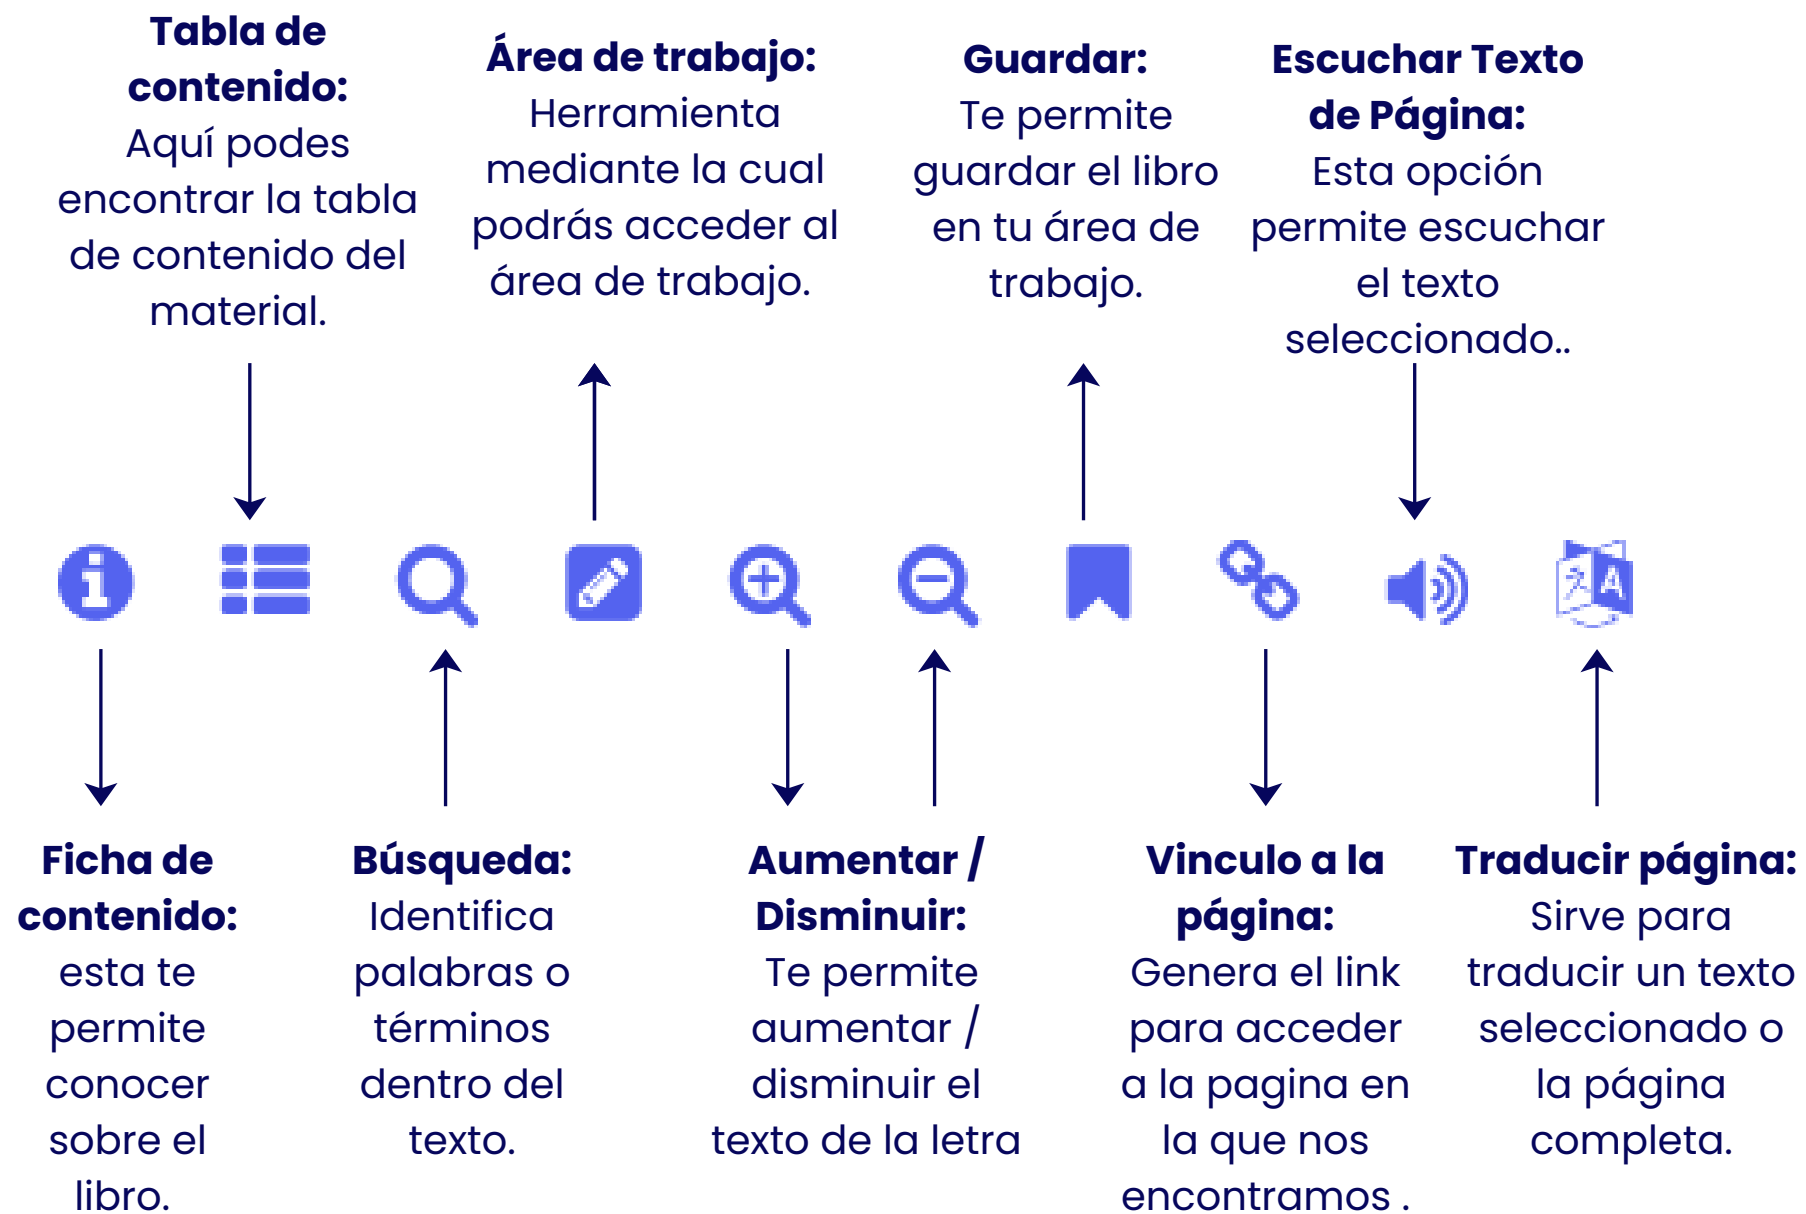 Tabla de
contenido:
Aquí podes
encontrar la tabla
de contenido del
material.
Área de trabajo:
Herramienta
mediante la cual
podrás acceder al
área de trabajo.
Guardar:
Te permite
guardar el libro
en tu área de
trabajo.
Escuchar Texto
de Página:
Esta opción
permite escuchar
el texto
seleccionado..
Ficha de
contenido:
esta te
permite
conocer
sobre el
libro.
Búsqueda:
Identifica
palabras o
términos
dentro del
texto.
Aumentar /
Disminuir:
Te permite
aumentar /
disminuir el
texto de la letra
Vinculo a la
página:
Genera el link
para acceder
a la pagina en
la que nos
encontramos .
Traducir página:
Sirve para
traducir un texto
seleccionado o
la página
completa.